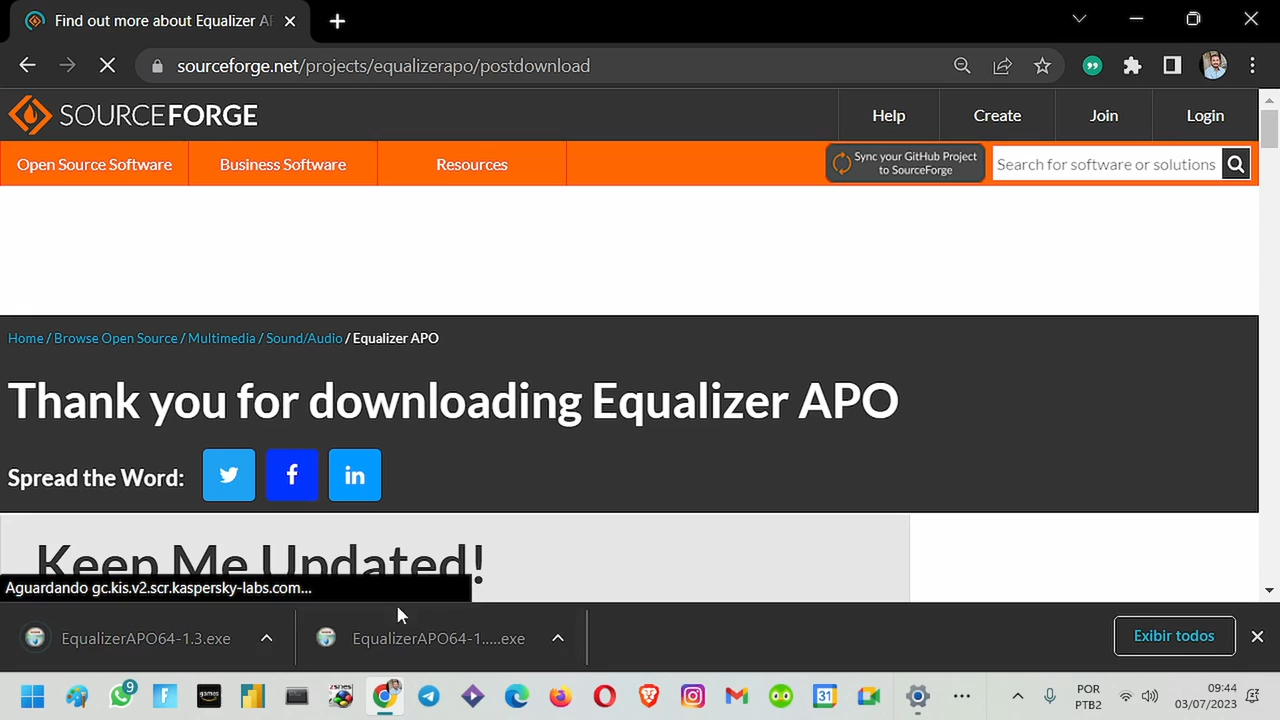 Find out more about Equalizer AP
sourceforge.net/projects/equalizerapo/postdownload
SOURCEFORGE
Help
Create
Join
Login
Open Source Software
Business Software
Resources
Sync your GitHub Project
to SourceForge
Search for software or solutions
Home / Browse Open Source / Multimedia / Sound/Audio / Equalizer APO
Thank you for downloading Equalizer APO
Spread the Word:
Keep Me Updated!
Aguardando gc.kis.v2.scr.kaspersky-labs.com...
EqualizerAPO64-1.3.exe
EqualizerAPO64-1.....exe
Exibir todos
9
games
31
POR
PTB2
09:44
03/07/2023